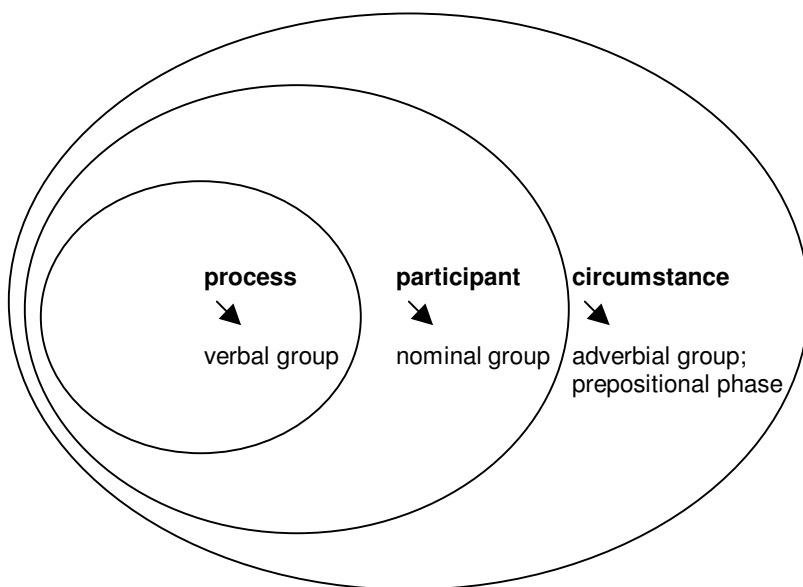 process participant circumstance
verbal group nominal group adverbial group;
prepositional phase